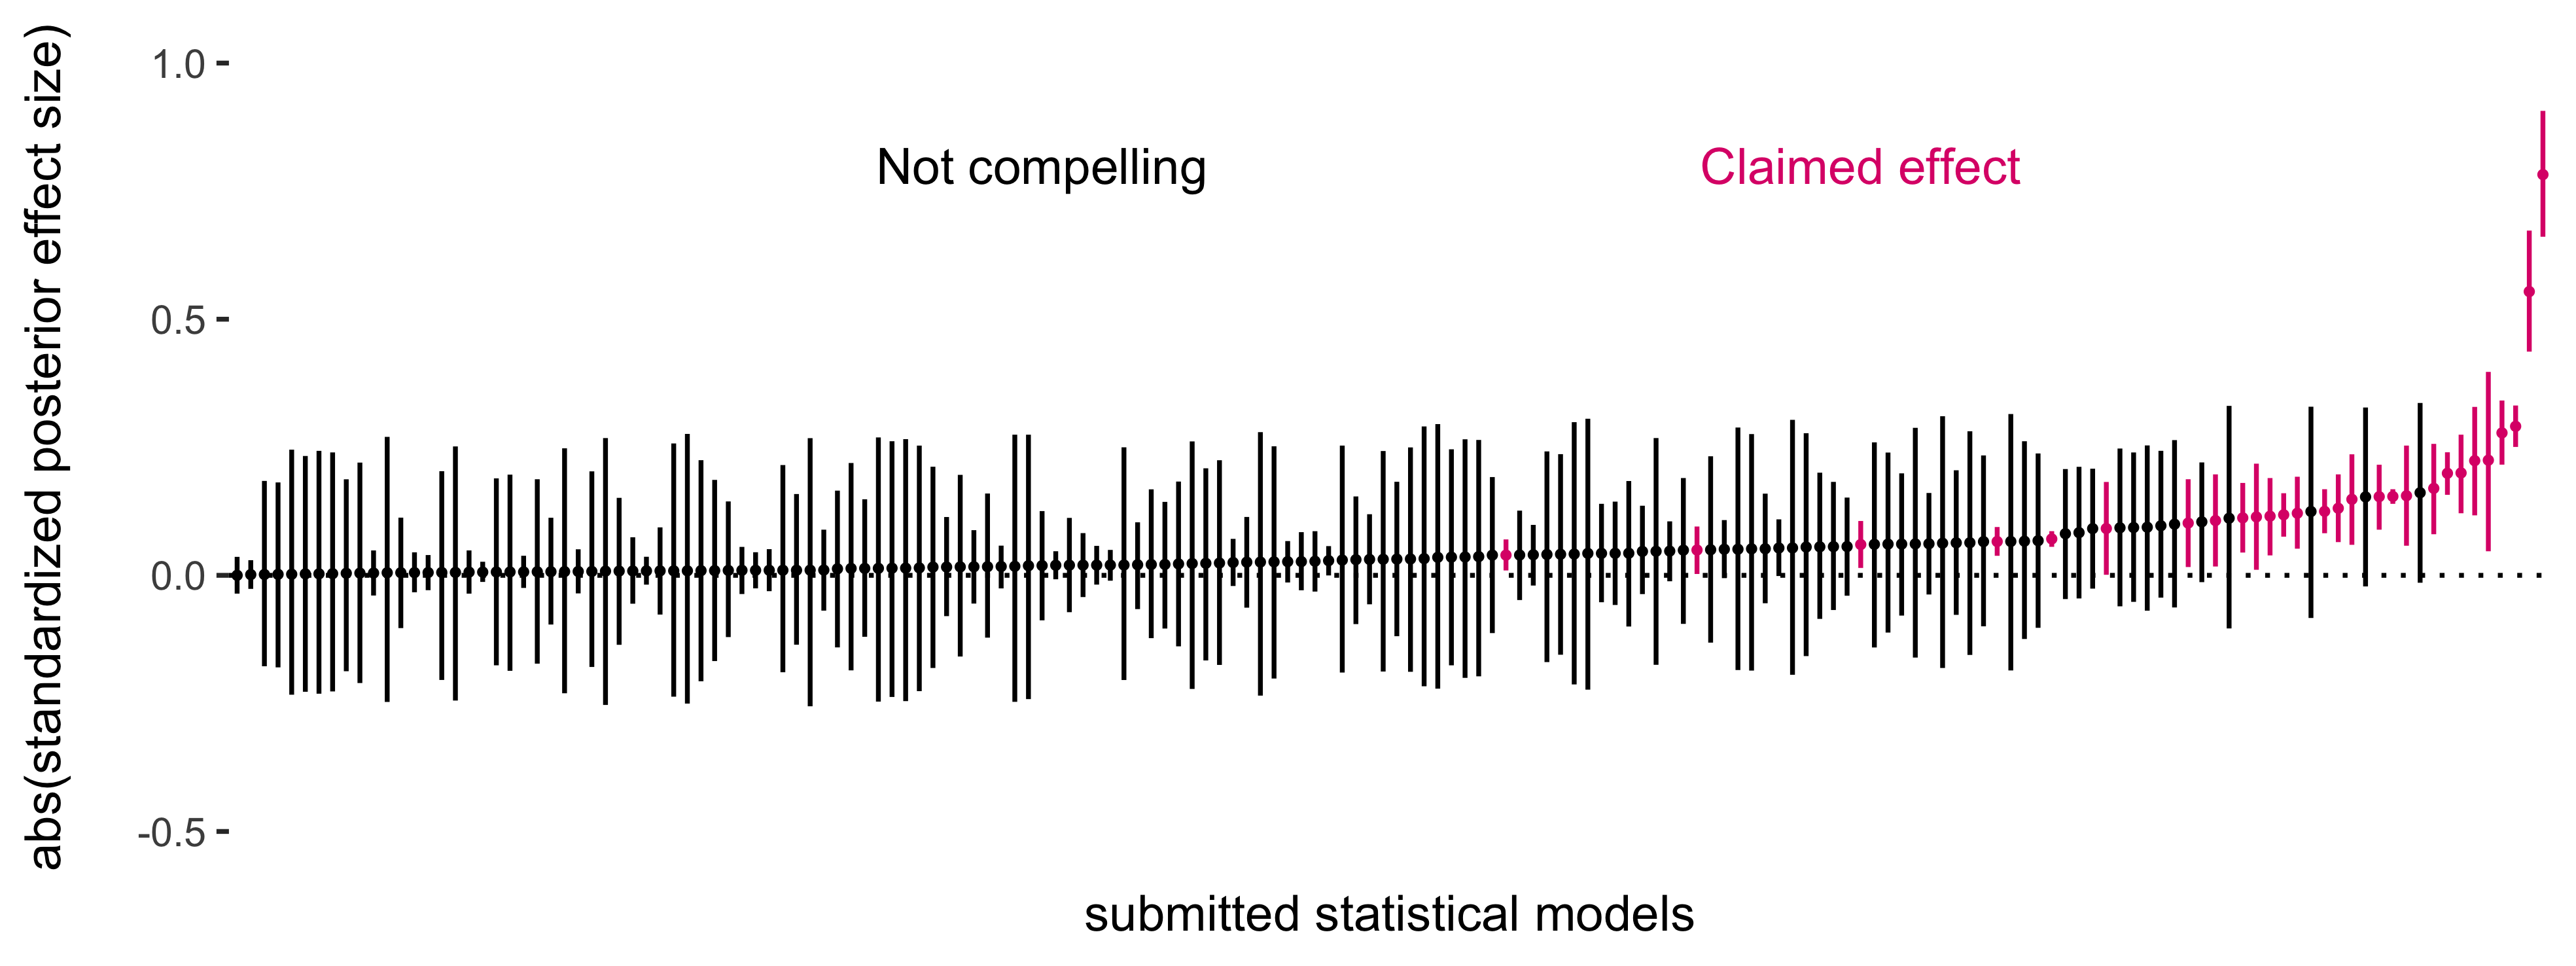 abs(standardized posterior effect size)
1.0
0.5
0.0
-0.5
Not compelling
Claimed effect
submitted statistical models